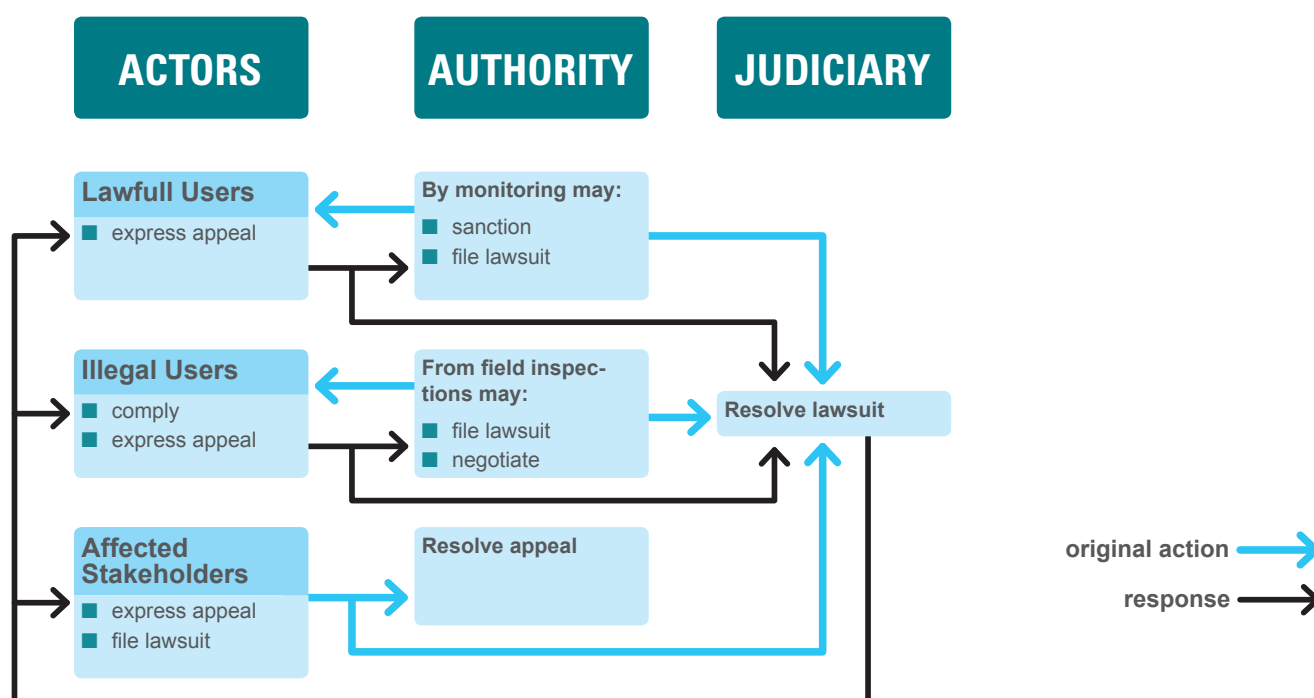 ACTORS
AUTHORITY
JUDICIARY
Lawfull Users
express appeal
By monitoring may:
sanction
file lawsuit
Illegal Users
comply
express appeal
From field inspec-
tions may:
file lawsuit
negotiate
Resolve lawsuit
Affected
Stakeholders
express appeal
file lawsuit
Resolve appeal
original action
response